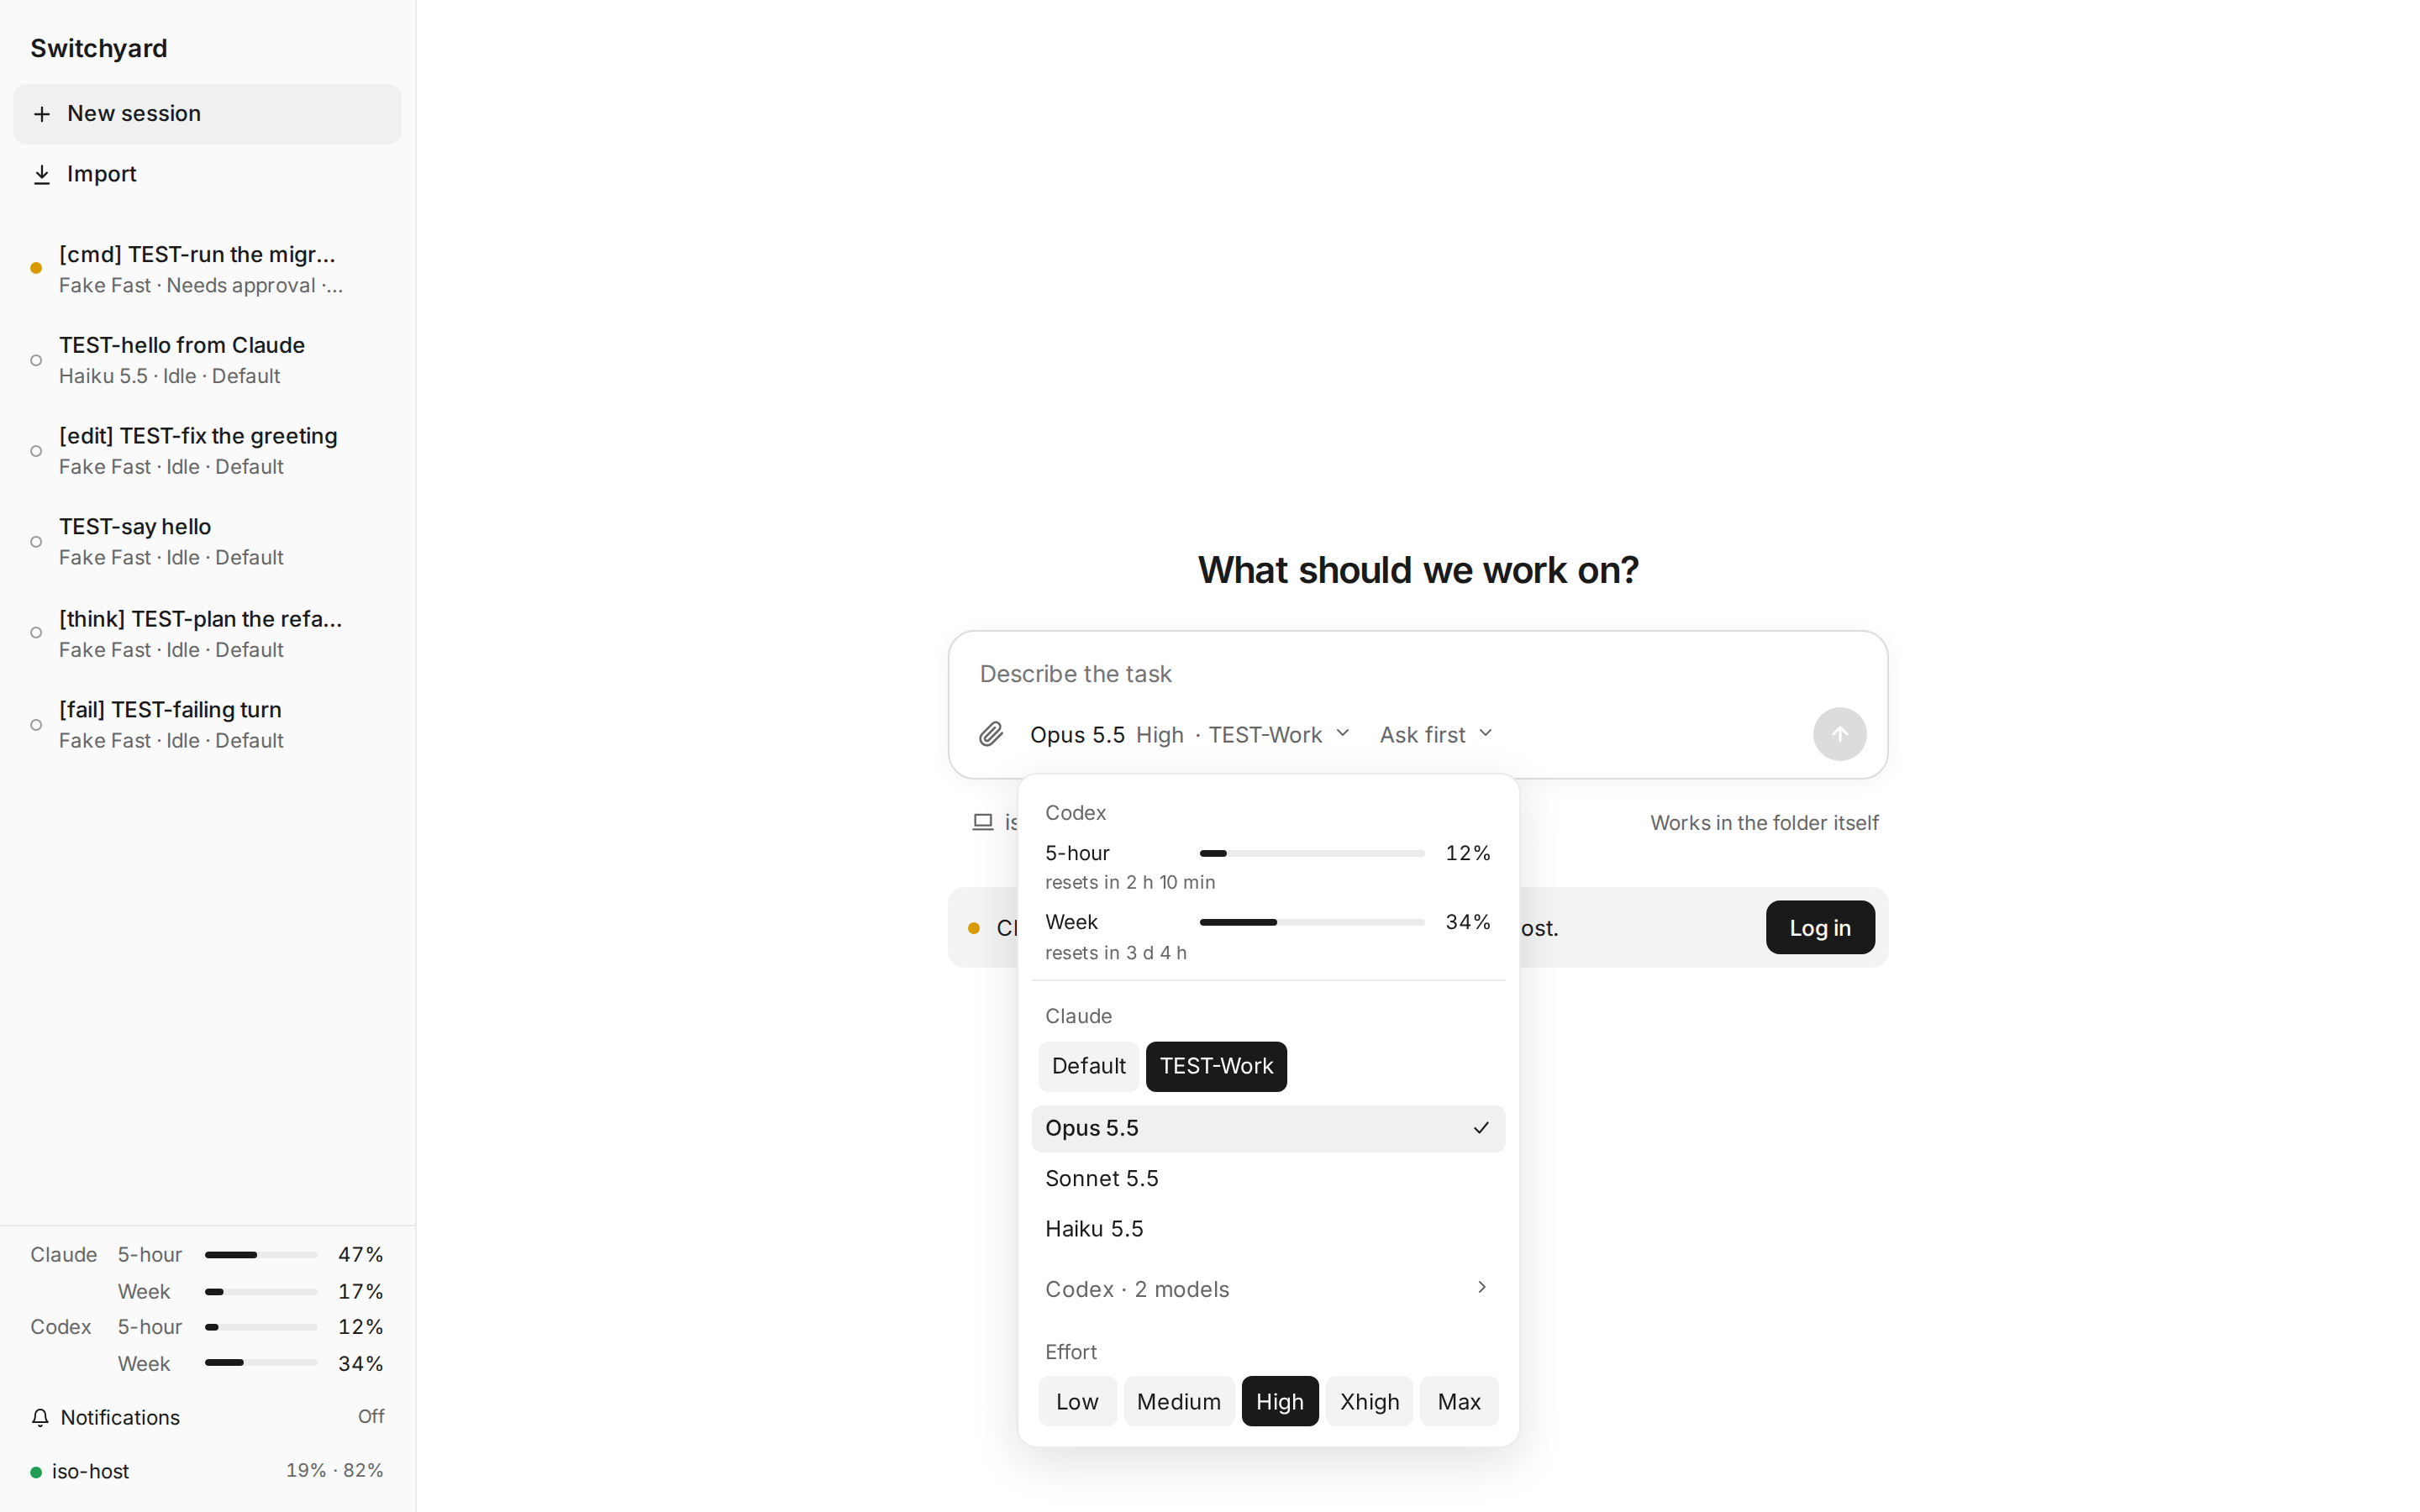 Switchyard
New session
Import
[cmd] TEST-run the migr...
Fake Fast · Needs approval ·...
TEST-hello from Claude
Haiku 5.5 · Idle · Default
[edit] TEST-fix the greeting
Fake Fast · Idle · Default
TEST-say hello
Fake Fast · Idle · Default
[think] TEST-plan the refa...
Fake Fast · Idle · Default
[fail] TEST-failing turn
Fake Fast · Idle · Default
Claude 5-hour 47%
Week 17%
Codex 5-hour 12%
Week 34%
Notifications Off
iso-host 19% · 82%
What should we work on?
Describe the task
Opus 5.5 High · TEST-Work Ask first
Works in the folder itself
Log in
Codex
5-hour 12%
resets in 2 h 10 min
Week 34%
resets in 3 d 4 h
Claude
Default TEST-Work
Opus 5.5
Sonnet 5.5
Haiku 5.5
Codex · 2 models
Effort
Low Medium High Xhigh Max